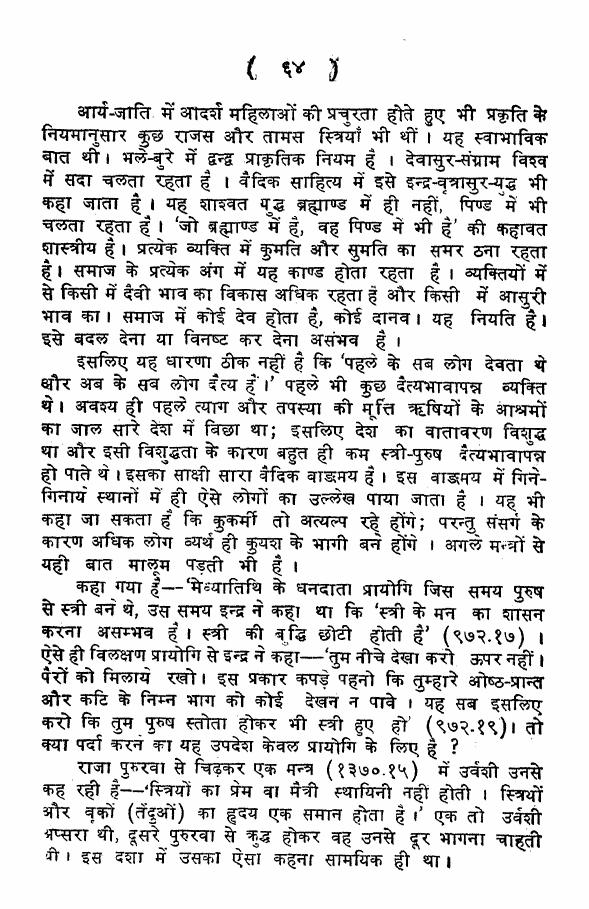 ( ६४ )
आर्य-जाति में आदर्श महिलाओं की प्रचुरता होते हुए भी प्रकृति के
नियमानुसार कुछ राजस और तामस स्त्रियाँ भी थीं । यह स्वाभाविक
बात थी । भले-बुरे में द्वन्द्व प्राकृतिक नियम है । देवासुर-संग्राम विश्व
में सदा चलता रहता है । वैदिक साहित्य में इसे इन्द्र-वृत्रासुर-युद्ध भी
कहा जाता है । यह शाश्वत युद्ध ब्रह्माण्ड में ही नहीं, पिण्ड में भी
चलता रहता है । 'जो ब्रह्माण्ड में है, वह पिण्ड में भी है' की कहावत
शास्त्रीय है । प्रत्येक व्यक्ति में कुमति और सुमति का समर ठना रहता
है । समाज के प्रत्येक अंग में यह काण्ड होता रहता है । व्यक्तियों में
से किसी में दैवी भाव का विकास अधिक रहता है और किसी में आसुरी
भाव का । समाज में कोई देव होता है, कोई दानव । यह नियति है ।
इसे बदल देना या विनष्ट कर देना असंभव है ।
इसलिए यह धारणा ठीक नहीं है कि 'पहले के सब लोग देवता थे
और अब के सब लोग दैत्य हैं ।' पहले भी कुछ दैत्यभावापन्न व्यक्ति
थे । अवश्य ही पहले त्याग और तपस्या की मूर्त्ति ऋषियों के आश्रमों
का जाल सारे देश में बिछा था; इसलिए देश का वातावरण विशुद्ध
था और इसी विशुद्धता के कारण बहुत ही कम स्त्री-पुरुष दैत्यभावापन्न
हो पाते थे । इसका साक्षी सारा वैदिक वाङमय है । इस वाङमय में गिने-
गिनाये स्थानों में ही ऐसे लोगों का उल्लेख पाया जाता है । यह भी
कहा जा सकता है कि कुकर्मी तो अत्यल्प रहे होंगे; परन्तु संसर्ग के
कारण अधिक लोग व्यर्थ ही कुयश के भागी बने होंगे । अगले मन्त्रों से
यही बात मालूम पड़ती भी है ।
कहा गया है--'मेध्यातिथि के धनदाता प्रायोगि जिस समय पुरुष
से स्त्री बने थे, उस समय इन्द्र ने कहा था कि 'स्त्री के मन का शासन
करना असम्भव है । स्त्री की बुद्धि छोटी होती है' (९७२.१७) ।
ऐसे ही विलक्षण प्रायोगि से इन्द्र ने कहा--'तुम नीचे देखा करो ऊपर नहीं ।
पैरों को मिलाये रखो । इस प्रकार कपड़े पहनो कि तुम्हारे ओष्ठ-प्रान्त
और कटि के निम्न भाग को कोई देखन न पावे । यह सब इसलिए
करो कि तुम पुरुष स्तोता होकर भी स्त्री हुए हो' (९७२.१९)। तो
क्या पर्दा करने का यह उपदेश केवल प्रायोगि के लिए है ?
राजा पुरुरवा से चिढ़कर एक मन्त्र (१३७०.१५) में उर्वशी उनसे
कह रही है--'स्त्रियों का प्रेम वा मैत्री स्थायिनी नहीं होती । स्त्रियों
और वृकों (तेंदुओं) का हृदय एक समान होता है ।' एक तो उर्वशी
अप्सरा थी, दूसरे पुरुरवा से क्रुद्ध होकर वह उनसे दूर भागना चाहती
थी । इस दशा में उसका ऐसा कहना सामयिक ही था ।